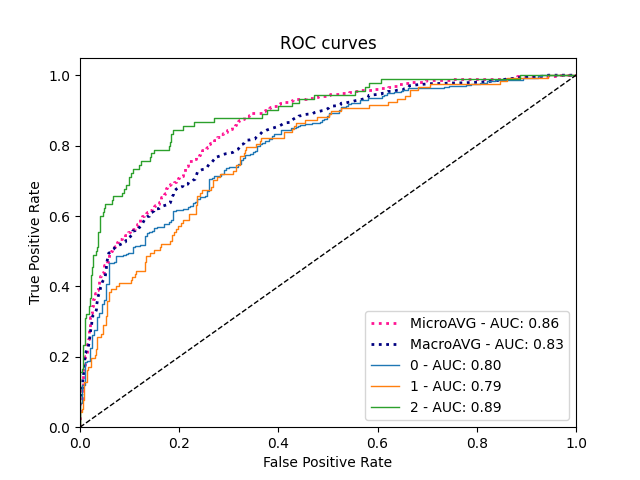 ROC curves
True Positive Rate
1.0
0.8
0.6
0.4
0.2
0.0
MicroAVG - AUC: 0.86
MacroAVG - AUC: 0.83
0 - AUC: 0.80
1 - AUC: 0.79
2 - AUC: 0.89
0.0 0.2 0.4 0.6 0.8 1.0
False Positive Rate